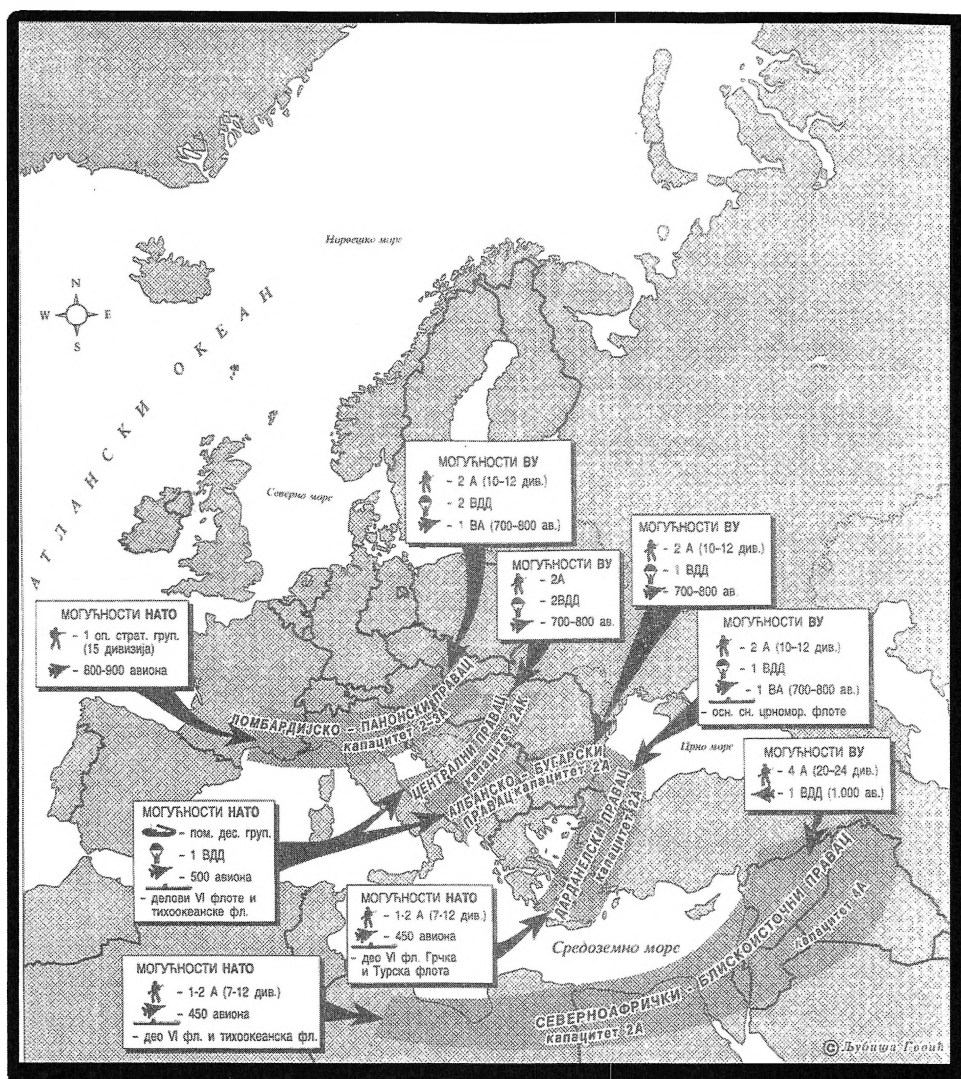 Норвешко море
N
W E
S
АТЛАНСКИ ОКЕАН
Северно море
МОГУЋНОСТИ ВУ
- 2 А (10-12 див.)
- 2 ВДД
- 1 ВА (700-800 ав.)
МОГУЋНОСТИ ВУ
- 2А
- 2ВДД
- 700-800 ав.
МОГУЋНОСТИ ВУ
- 2 А (10-12 див.)
- 1 ВДД
- 700-800 ав.
МОГУЋНОСТИ ВУ
- 2 А (10-12 див.)
- 1 ВДД
- 1 ВА (700-800 ав.)
- осн. сн. црномор. флоте
МОГУЋНОСТИ НАТО
- 1 оп. страт. груп.
(15 дивизија)
- 800-900 авиона
ЛОМБАРДИЈСКО - ПАНОНСКИ ПРАВАЦ
капацитет 2-3А
ЦЕНТРАЛНИ ПРАВАЦ
капацитет 2АК
АЛБАНСКО - БУГАРСКИ
ПРАВАЦ капацитет 2А
Црно море
МОГУЋНОСТИ ВУ
- 4 А (20-24 див.)
- 1 ВДД (1.000 ав.)
ДАРДАНЕЛСКИ ПРАВАЦ
капацитет 2А
МОГУЋНОСТИ НАТО
- пом. дес. груп.
- 1 ВДД
- 500 авиона
- делови VI флоте и
тихоокеанске фл.
МОГУЋНОСТИ НАТО
- 1-2 А (7-12 див.)
- 450 авиона
- део VI фл. Грчка
и Турска флота
Средоземно море
МОГУЋНОСТИ НАТО
- 1-2 А (7-12 див.)
- 450 авиона
- део VI фл. и тихоокеанска фл.
СЕВЕРНОАФРИЧКИ - БЛИСКОИСТОЧНИ ПРАВАЦ
капацитет 2А
капацитет 4А
© Љубиша Гвоић